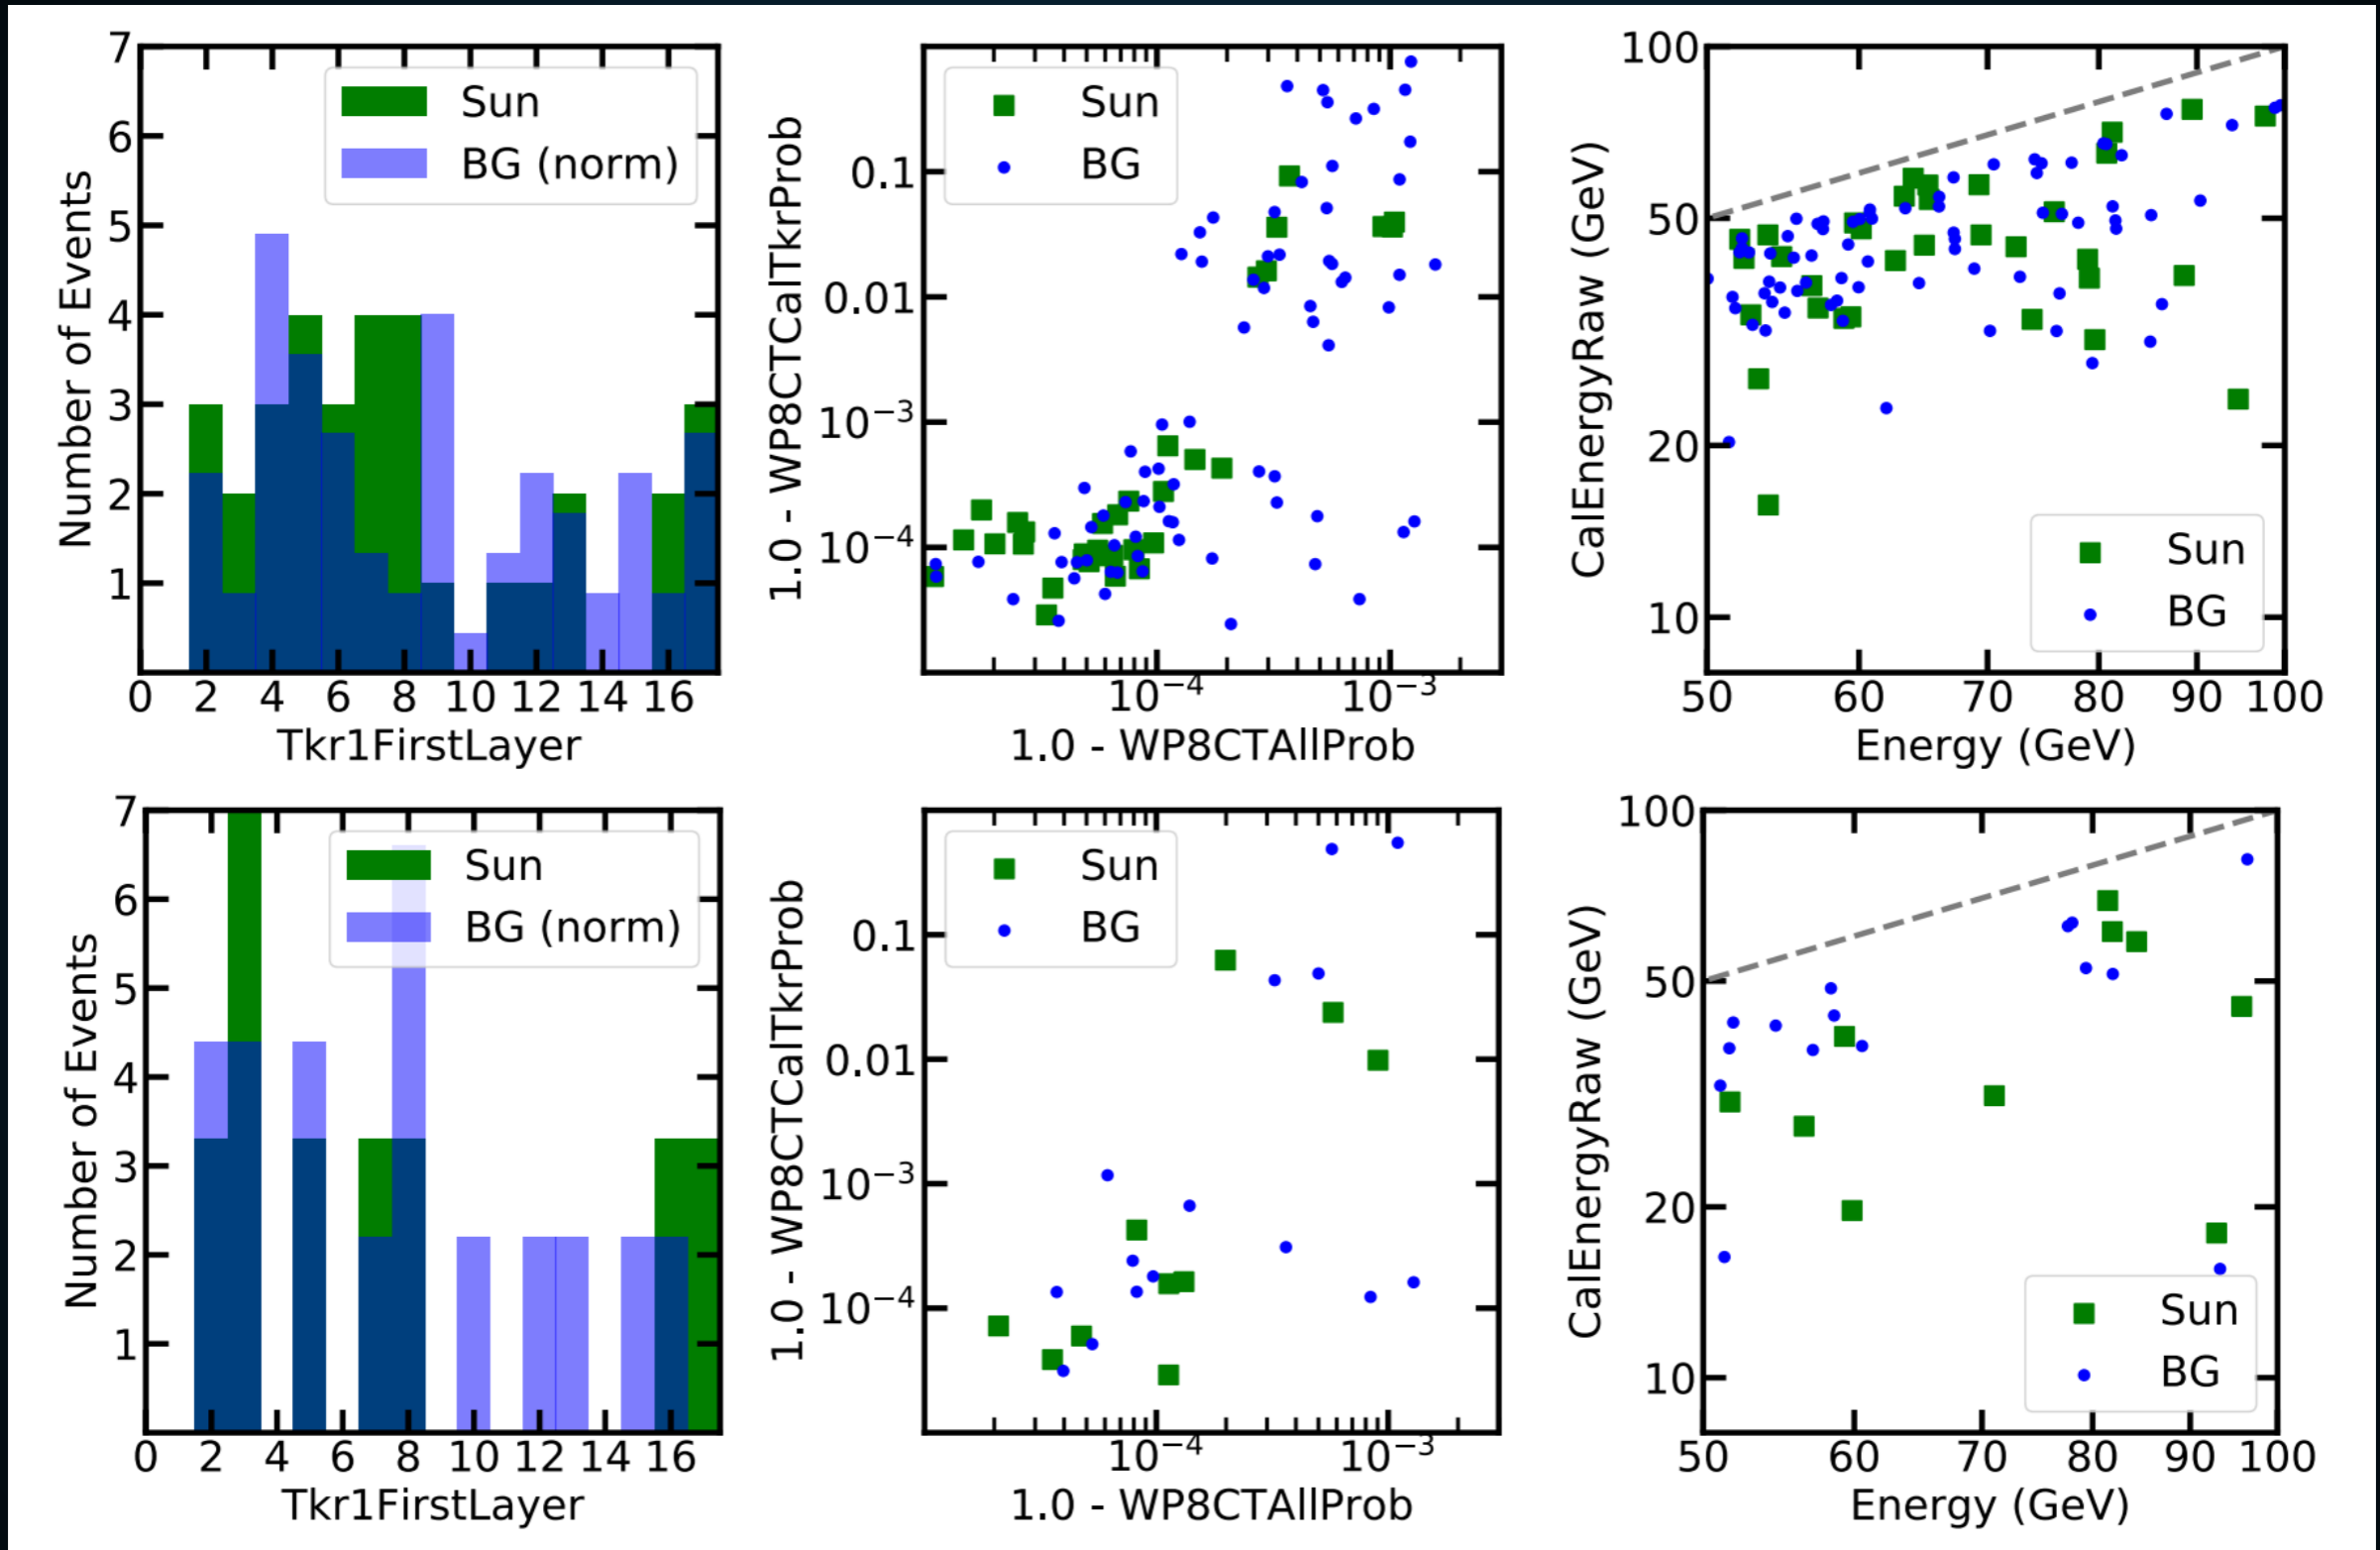 7
6
5
4
3
2
1
Number of Events
Sun
BG (norm)
0 2 4 6 8 10 12 14 16
Tkr1FirstLayer
0.1
0.01
10⁻³
10⁻⁴
1.0 - WP8CTCalTkrProb
Sun
BG
10⁻⁴ 10⁻³
1.0 - WP8CTAllProb
100
50
20
10
CalEnergyRaw (GeV)
Sun
BG
50 60 70 80 90 100
Energy (GeV)
7
6
5
4
3
2
1
Number of Events
Sun
BG (norm)
0 2 4 6 8 10 12 14 16
Tkr1FirstLayer
0.1
0.01
10⁻³
10⁻⁴
1.0 - WP8CTCalTkrProb
Sun
BG
10⁻⁴ 10⁻³
1.0 - WP8CTAllProb
100
50
20
10
CalEnergyRaw (GeV)
Sun
BG
50 60 70 80 90 100
Energy (GeV)